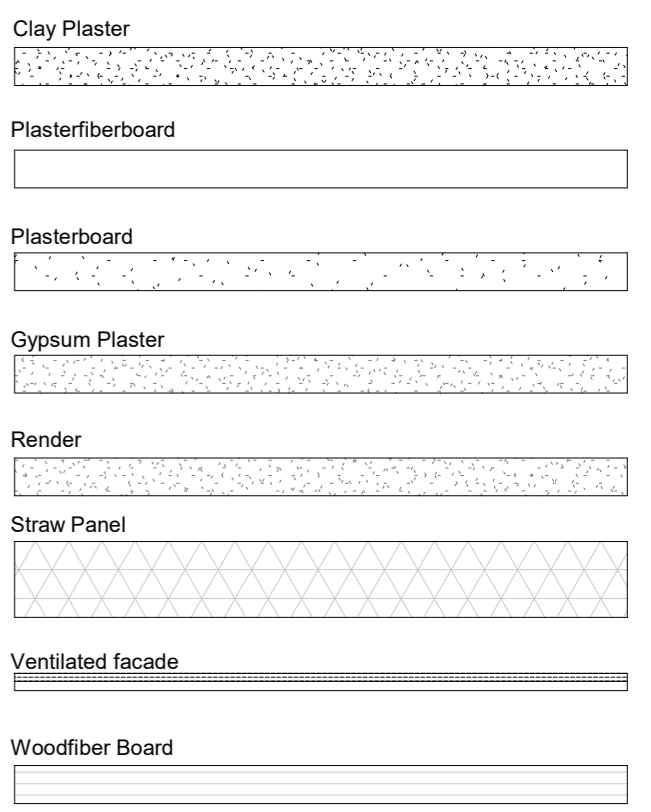 Clay Plaster
Plasterfiberboard
Plasterboard
Gypsum Plaster
Render
Straw Panel
Ventilated facade
Woodfiber Board